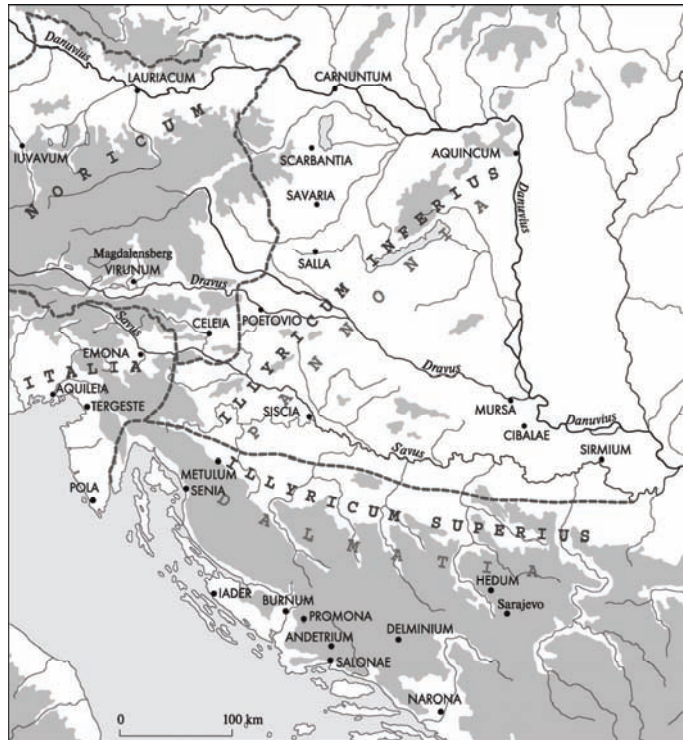 Danuvius
LAURIACUM
CARNUNTUM
IUVAVUM
NORICUM
SCARBANTIA
AQUINCUM
SAVARIA
Danuvius
ILLYRICUM INFERIUS
PANNONIA
SALLA
Magdalensberg
VIRUNUM
Dravus
CELEIA
POETOVIO
Savus
EMONA
ITALIA
AQUILEIA
TERGESTE
Dravus
MURSA
Danuvius
SISCIA
CIBALAE
Savus
SIRMIUM
POLA
METULUM
SENIA
ILLYRICUM SUPERIUS
DALMATIA
HEDUM
Sarajevo
IADER
BURNUM
PROMONA
ANDETRIUM
DELMINIUM
SALONAE
NARONA
0 100 km